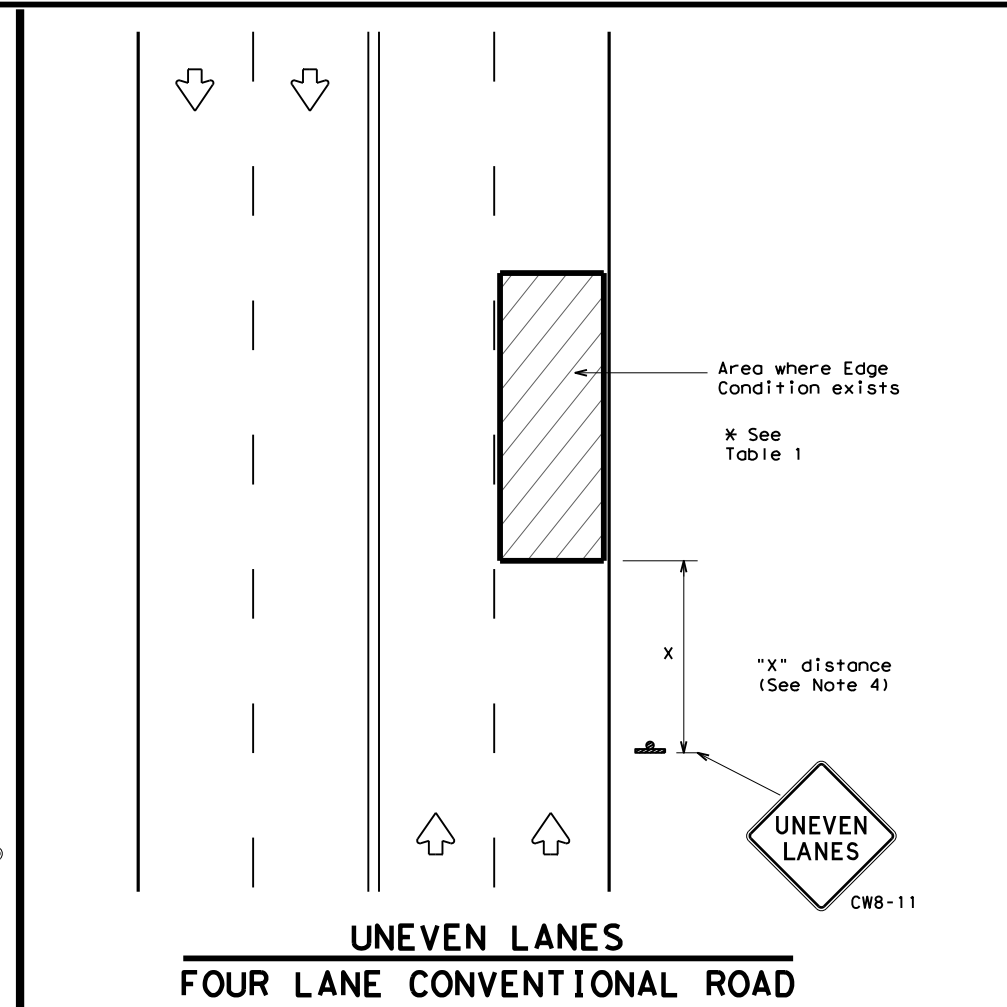 Area where Edge
Condition exists
* See
Table 1
X
"X" distance
(See Note 4)
UNEVEN
LANES
CW8-11
UNEVEN LANES
FOUR LANE CONVENTIONAL ROAD